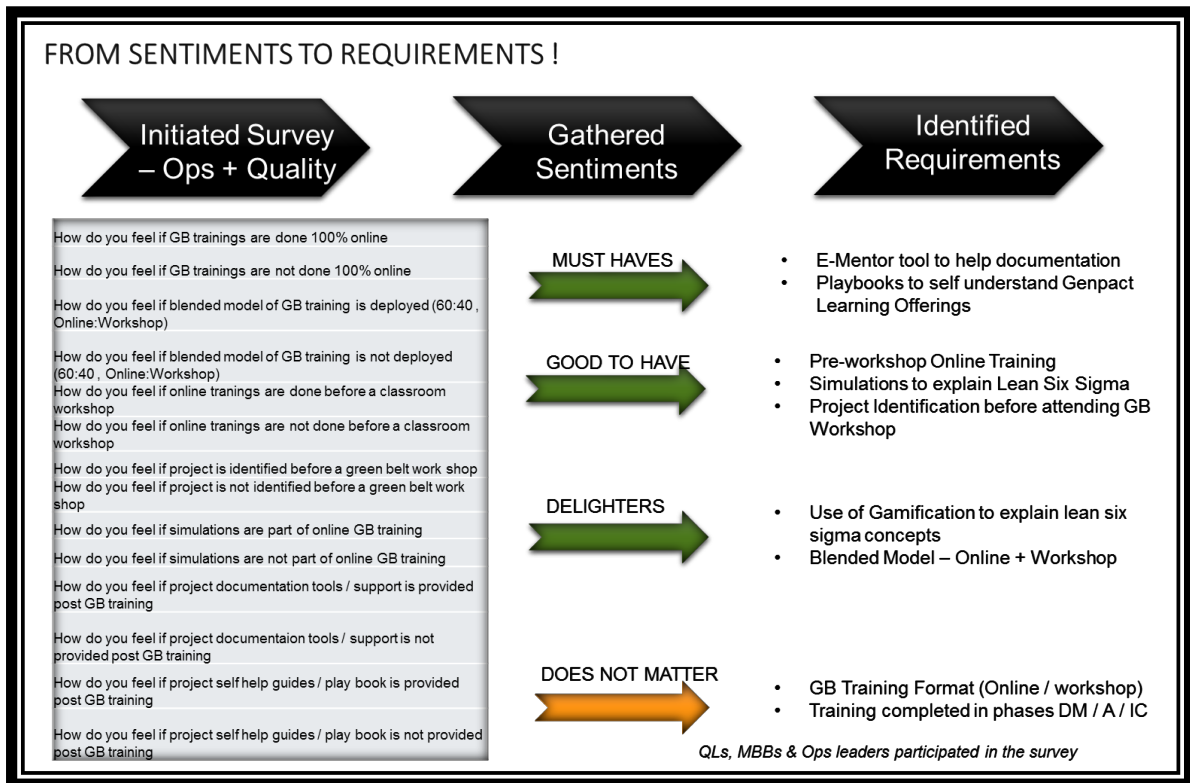 FROM SENTIMENTS TO REQUIREMENTS !
Initiated Survey
– Ops + Quality
Gathered
Sentiments
Identified
Requirements
How do you feel if GB trainings are done 100% online
How do you feel if GB trainings are not done 100% online
How do you feel if blended model of GB training is deployed (60:40 ,
Online:Workshop)
How do you feel if blended model of GB training is not deployed
(60:40 , Online:Workshop)
How do you feel if online tranings are done before a classroom
workshop
How do you feel if online tranings are not done before a classroom
workshop
How do you feel if project is identified before a green belt work shop
How do you feel if project is not identified before a green belt work
shop
How do you feel if simulations are part of online GB training
How do you feel if simulations are not part of online GB training
How do you feel if project documentation tools / support is provided
post GB training
How do you feel if project documentaion tools / support is not
provided post GB training
How do you feel if project self help guides / play book is provided
post GB training
How do you feel if project self help guides / play book is not provided
post GB training
MUST HAVES
• E-Mentor tool to help documentation
• Playbooks to self understand Genpact
Learning Offerings
GOOD TO HAVE
• Pre-workshop Online Training
• Simulations to explain Lean Six Sigma
• Project Identification before attending GB
Workshop
DELIGHTERS
• Use of Gamification to explain lean six
sigma concepts
• Blended Model – Online + Workshop
DOES NOT MATTER
• GB Training Format (Online / workshop)
• Training completed in phases DM / A / IC
QLs, MBBs & Ops leaders participated in the survey